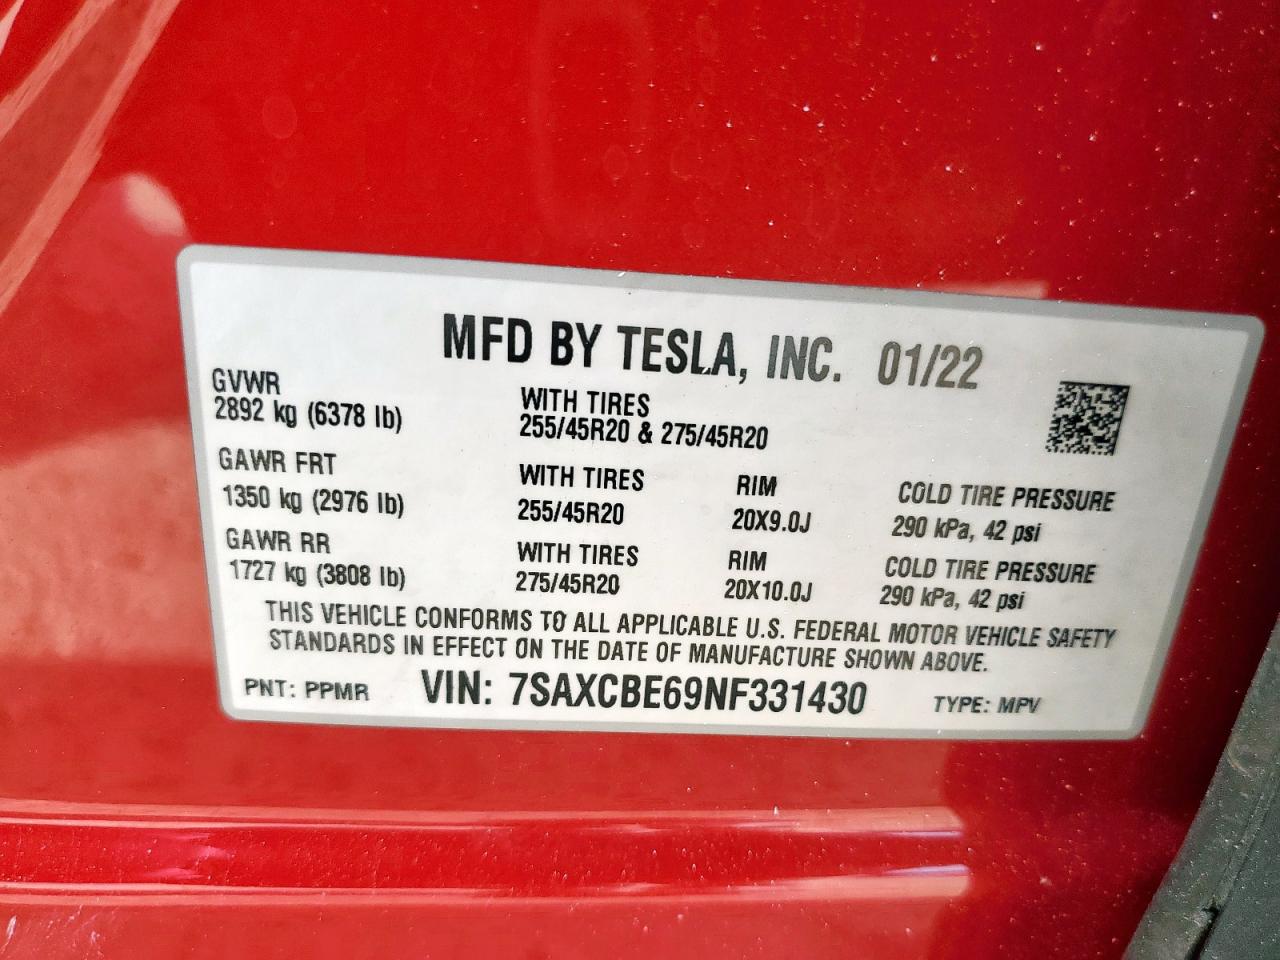 MFD BY TESLA, INC. 01/22
GVWR
2892 kg (6378 lb)
WITH TIRES
255/45R20 & 275/45R20
GAWR FRT
1350 kg (2976 lb)
WITH TIRES
255/45R20
RIM
20X9.0J
COLD TIRE PRESSURE
290 kPa, 42 psi
GAWR RR
1727 kg (3808 lb)
WITH TIRES
275/45R20
RIM
20X10.0J
COLD TIRE PRESSURE
290 kPa, 42 psi
THIS VEHICLE CONFORMS TO ALL APPLICABLE U.S. FEDERAL MOTOR VEHICLE SAFETY
STANDARDS IN EFFECT ON THE DATE OF MANUFACTURE SHOWN ABOVE.
PNT: PPMR VIN: 7SAXCBE69NF331430 TYPE: MPV